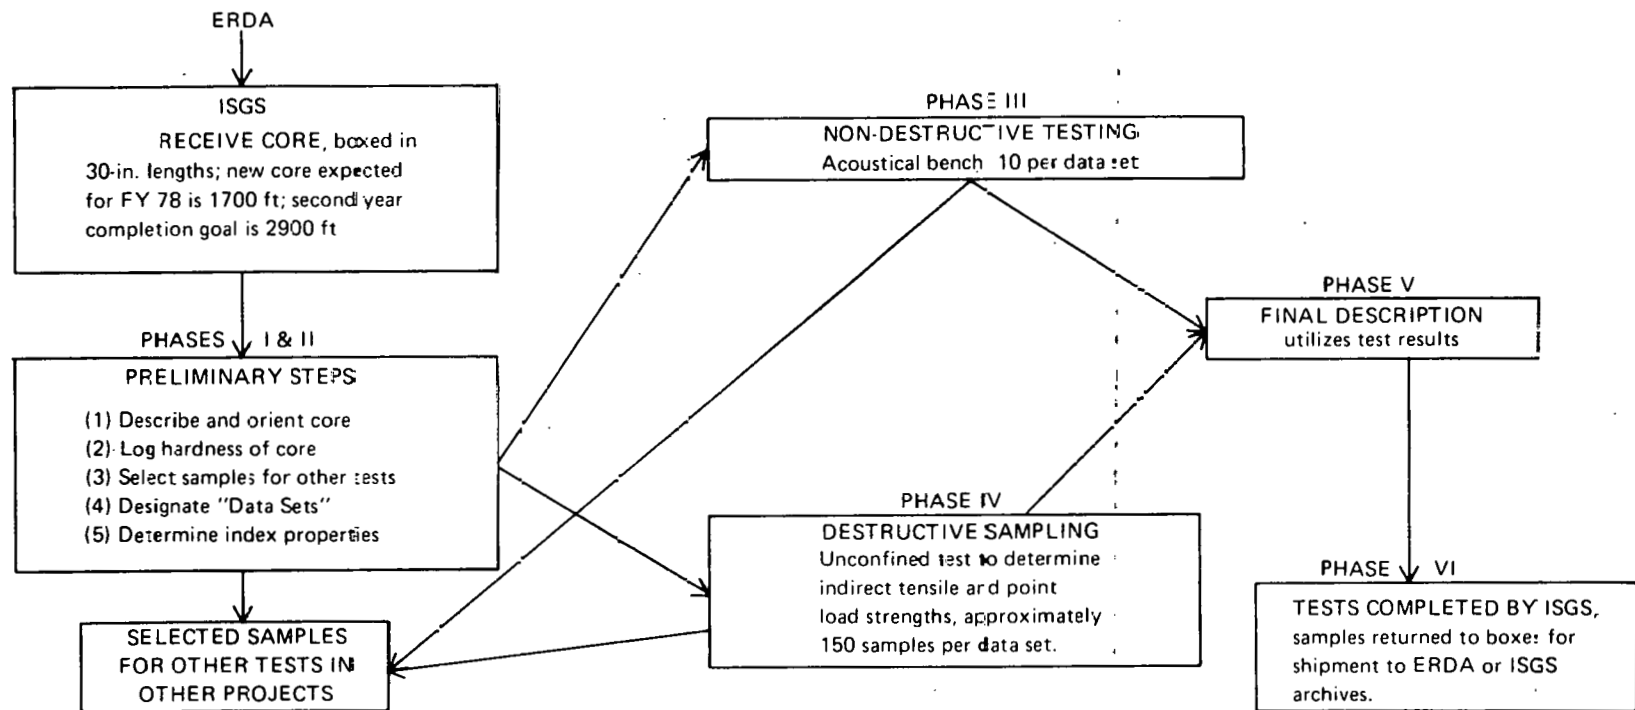 ERDA
ISGS
RECEIVE CORE, boxed in
30-in. lengths; new core expected
for FY 78 is 1700 ft; second year
completion goal is 2900 ft
PHASES I & II
PRELIMINARY STEPS
(1) Describe and orient core
(2) Log hardness of core
(3) Select samples for other tests
(4) Designate "Data Sets"
(5) Determine index properties
SELECTED SAMPLES
FOR OTHER TESTS IN
OTHER PROJECTS
PHASE III
NON-DESTRUCTIVE TESTING
Acoustical bench 10 per data set
PHASE IV
DESTRUCTIVE SAMPLING
Unconfined test to determine
indirect tensile and point
load strengths, approximately
150 samples per data set.
PHASE V
FINAL DESCRIPTION
utilizes test results
PHASE VI
TESTS COMPLETED BY ISGS,
samples returned to boxes for
shipment to ERDA or ISGS
archives.